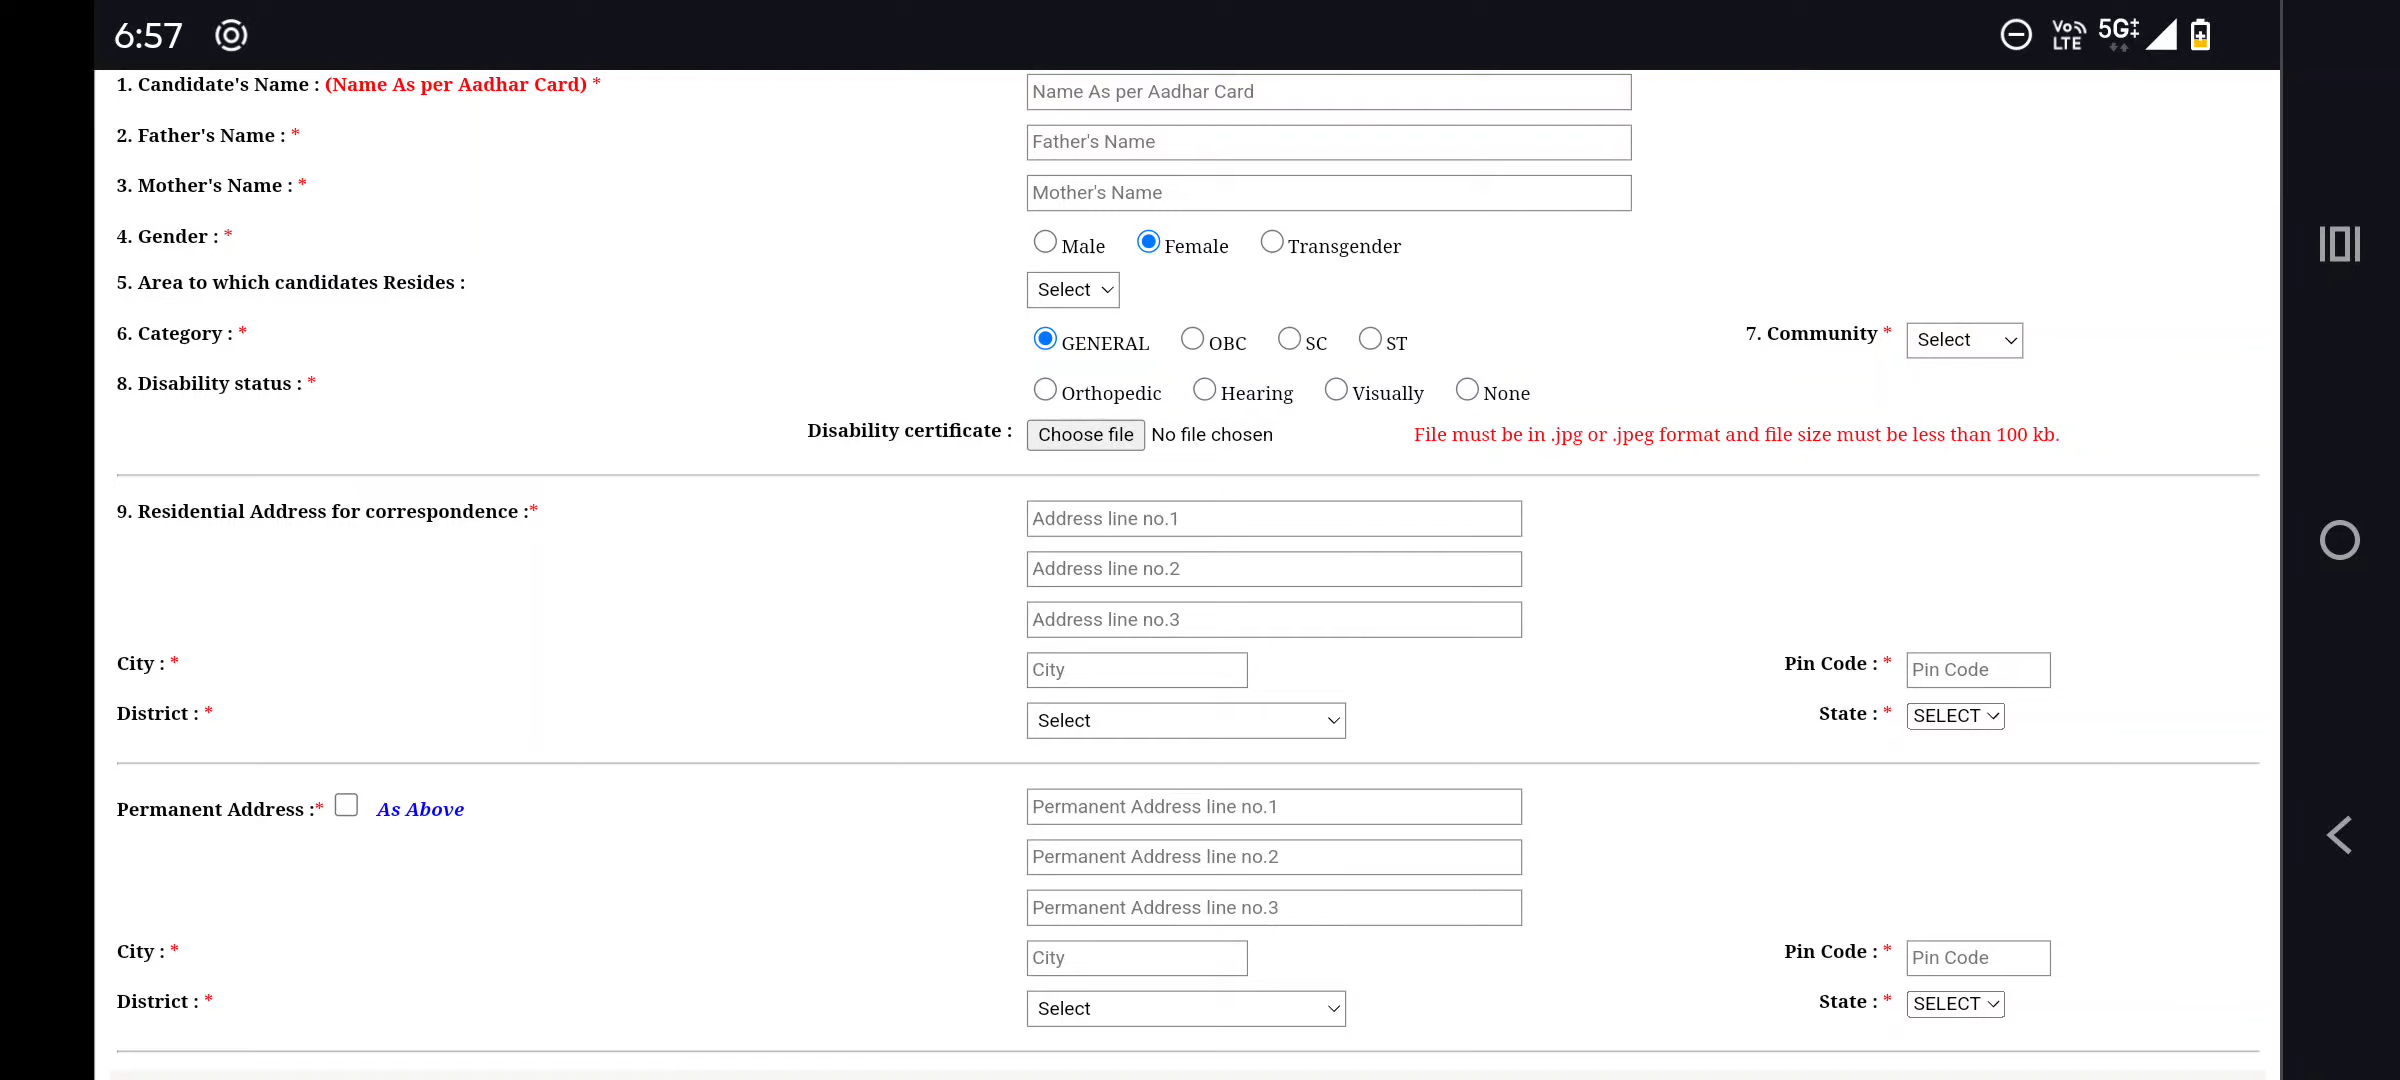 6:57 Vo LTE 5G
1. Candidate's Name : (Name As per Aadhar Card) * Name As per Aadhar Card
2. Father's Name : * Father's Name
3. Mother's Name : * Mother's Name
4. Gender : * Male Female Transgender
5. Area to which candidates Resides : Select
6. Category : * GENERAL OBC SC ST 7. Community * Select
8. Disability status : * Orthopedic Hearing Visually None
Disability certificate : Choose file No file chosen File must be in .jpg or .jpeg format and file size must be less than 100 kb.
9. Residential Address for correspondence :* Address line no.1
Address line no.2
Address line no.3
City : * City Pin Code : * Pin Code
District : * Select State : * SELECT
Permanent Address :* As Above Permanent Address line no.1
Permanent Address line no.2
Permanent Address line no.3
City : * City Pin Code : * Pin Code
District : * Select State : * SELECT